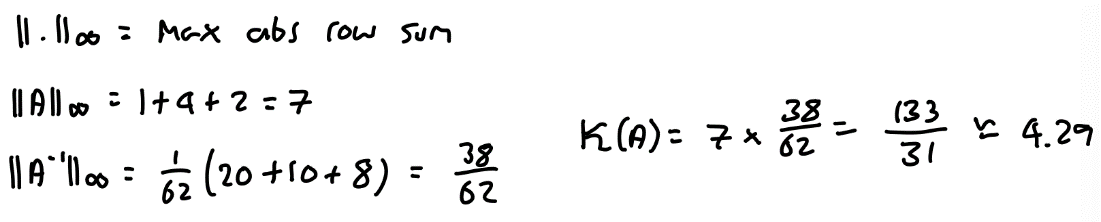 ||.||∞ = Max abs row sum
||A||∞ = 1+4+2 = 7
||A⁻¹||∞ = 1/62 (20+10+8) = 38/62
K(A) = 7 × 38/62 = 133/31 ≃ 4.29